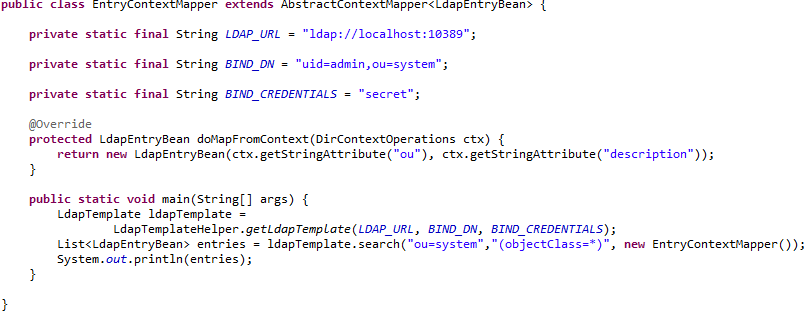 public class EntryContextMapper extends AbstractContextMapper<LdapEntryBean> {
private static final String LDAP_URL = "ldap://localhost:10389";
private static final String BIND_DN = "uid=admin,ou=system";
private static final String BIND_CREDENTIALS = "secret";
@Override
protected LdapEntryBean doMapFromContext(DirContextOperations ctx) {
return new LdapEntryBean(ctx.getStringAttribute("ou"), ctx.getStringAttribute("description"));
}
public static void main(String[] args) {
LdapTemplate ldapTemplate =
LdapTemplateHelper.getLdapTemplate(LDAP_URL, BIND_DN, BIND_CREDENTIALS);
List<LdapEntryBean> entries = ldapTemplate.search("ou=system","(objectClass=*)", new EntryContextMapper());
System.out.println(entries);
}
}